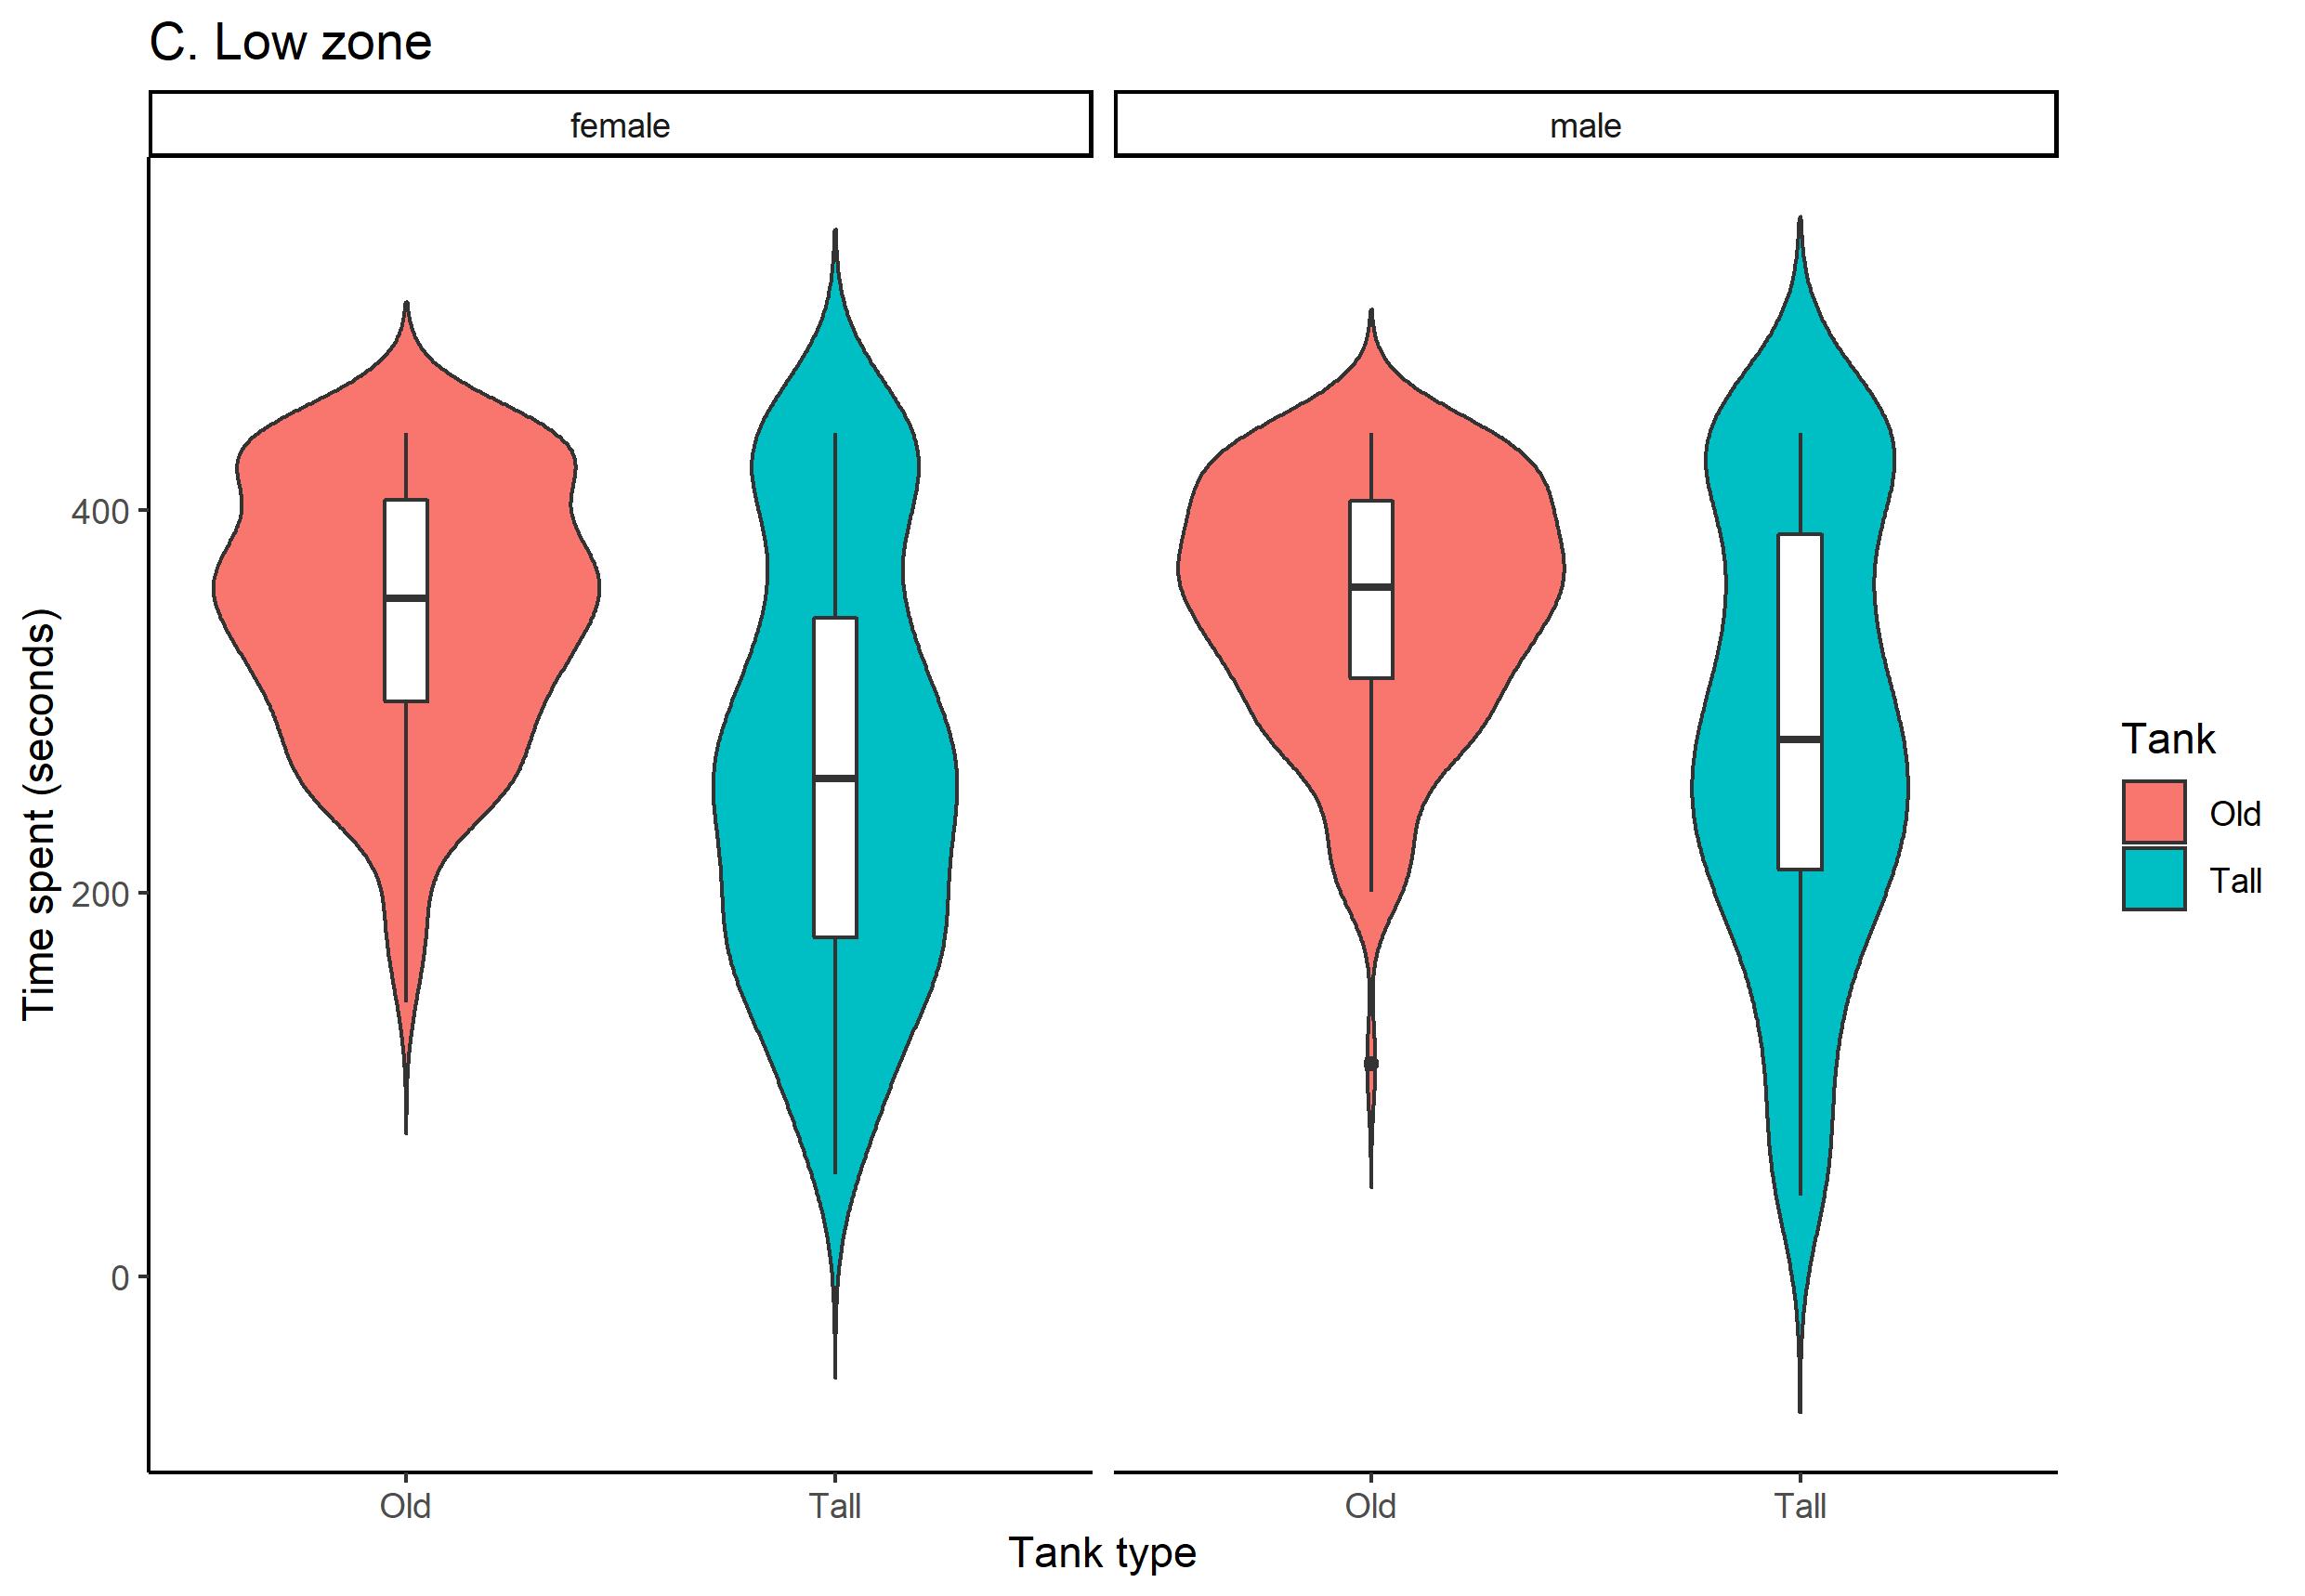 C. Low zone
female
male
Time spent (seconds)
400
200
0
Old
Tall
Old
Tall
Tank type
Tank
Old
Tall